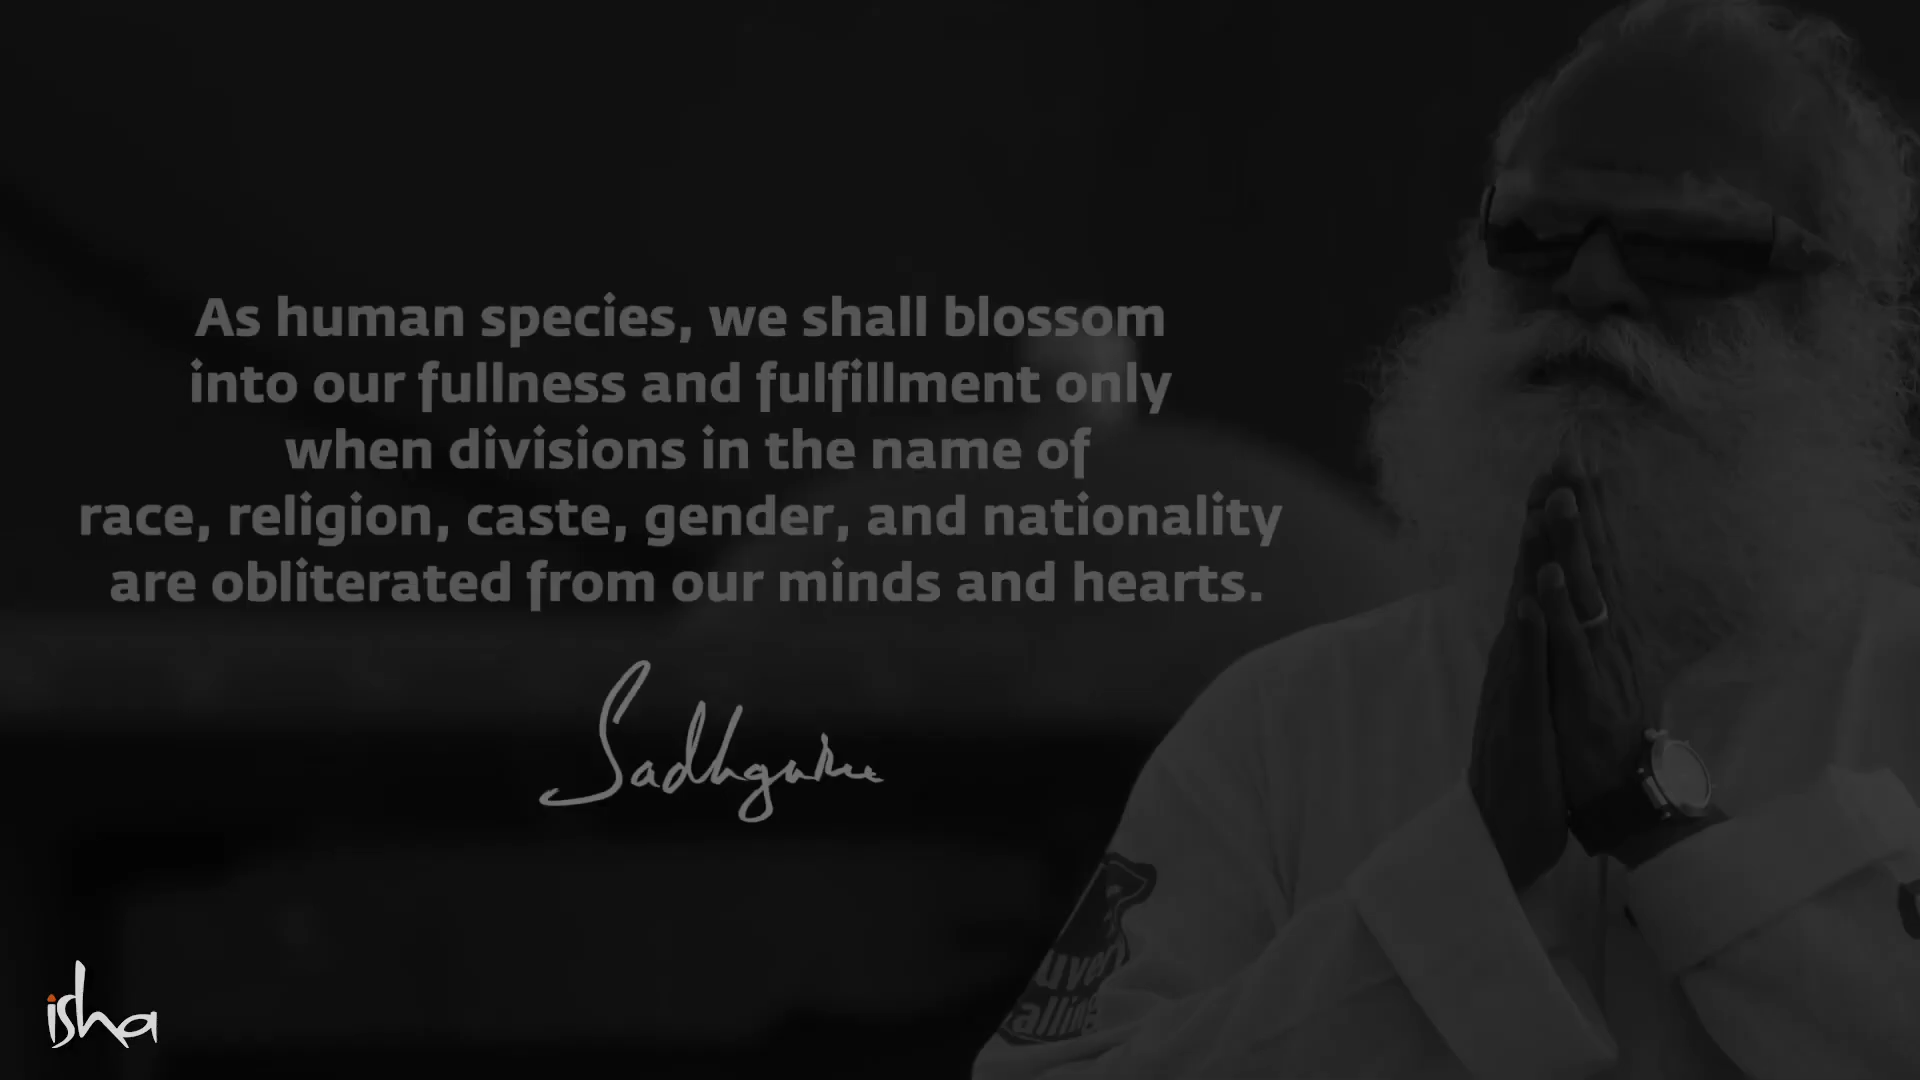 As human species, we shall blossom
into our fullness and fulfillment only
when divisions in the name of
race, religion, caste, gender, and nationality
are obliterated from our minds and hearts.
Sadhguru
isha